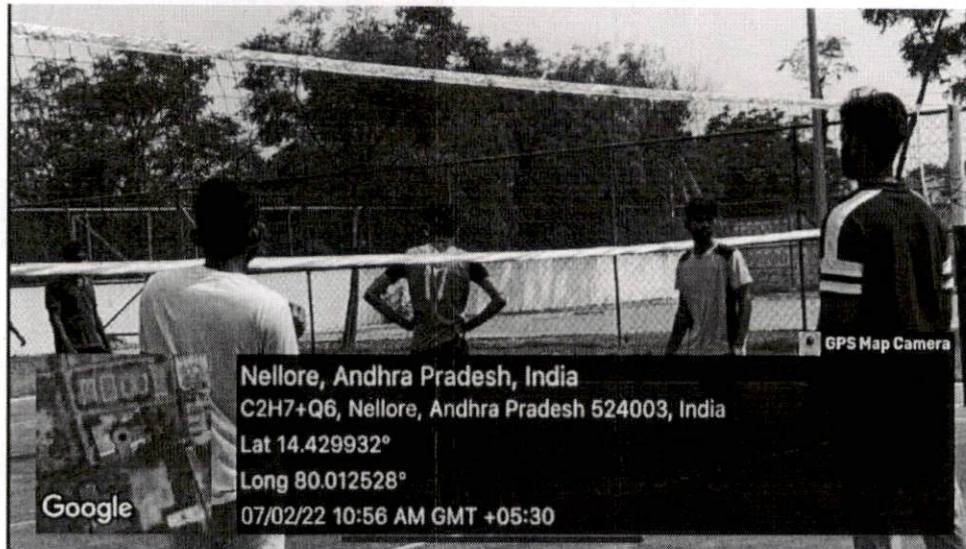 GPS Map Camera
Nellore, Andhra Pradesh, India
C2H7+Q6, Nellore, Andhra Pradesh 524003, India
Lat 14.429932°
Long 80.012528°
07/02/22 10:56 AM GMT +05:30
Google